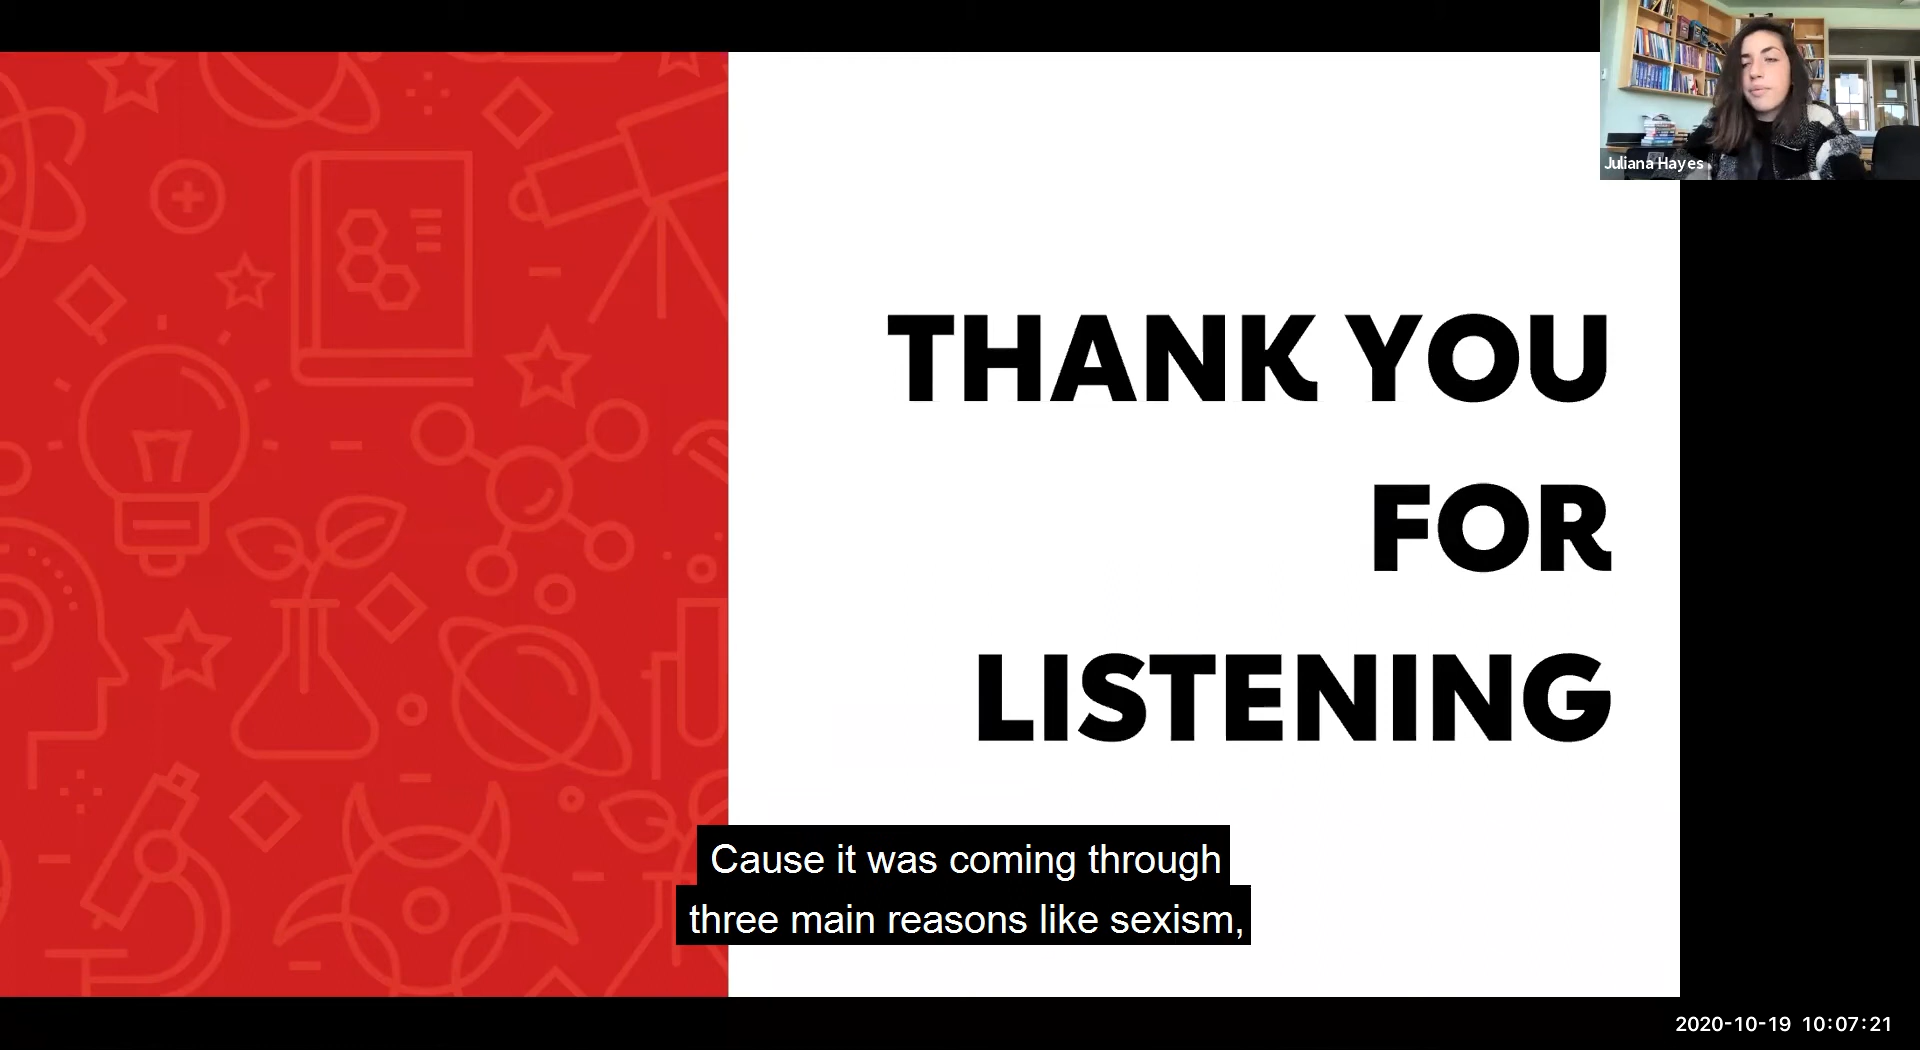 Juliana Hayes
THANK YOU
FOR
LISTENING
Cause it was coming through
three main reasons like sexism,
2020-10-19 10:07:21